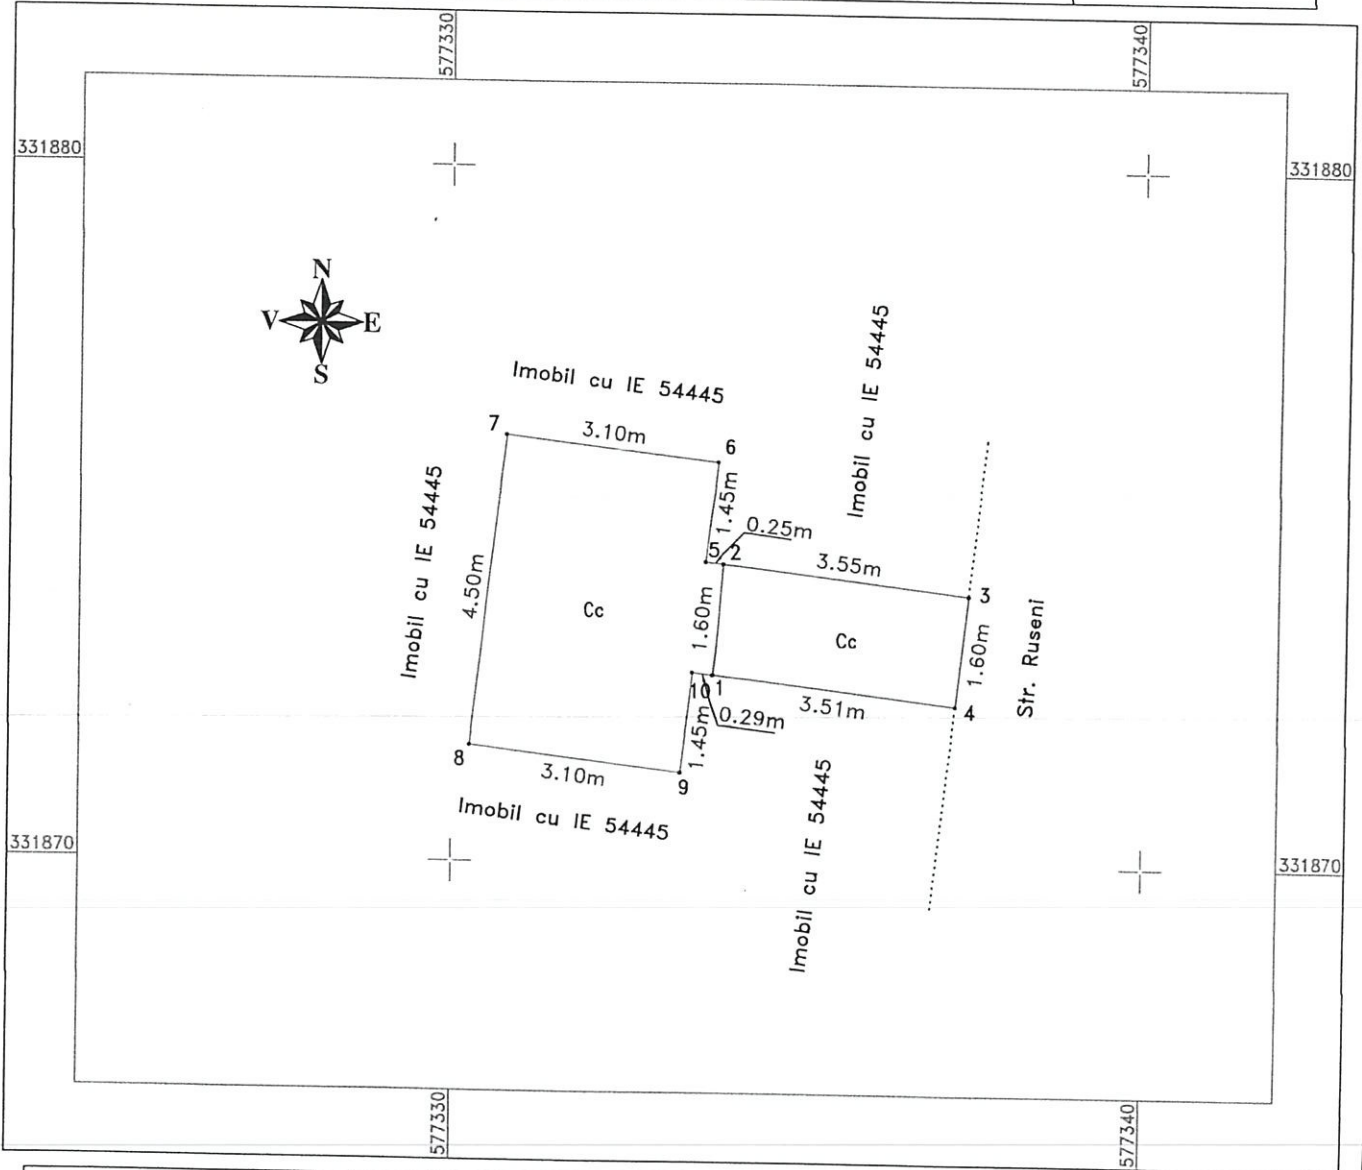 577330
577340
331880
331880
N
V
E
S
Imobil cu IE 54445
Imobil cu IE 54445
7
3.10m
6
Imobil cu IE 54445
1.45m
0.25m
5
2
3.55m
4.50m
3
Cc
1.60m
Cc
1.60m
Str. Ruseni
10
1
3.51m
4
0.29m
1.45m
8
3.10m
9
Imobil cu IE 54445
Imobil cu IE 54445
331870
331870
577330
577340